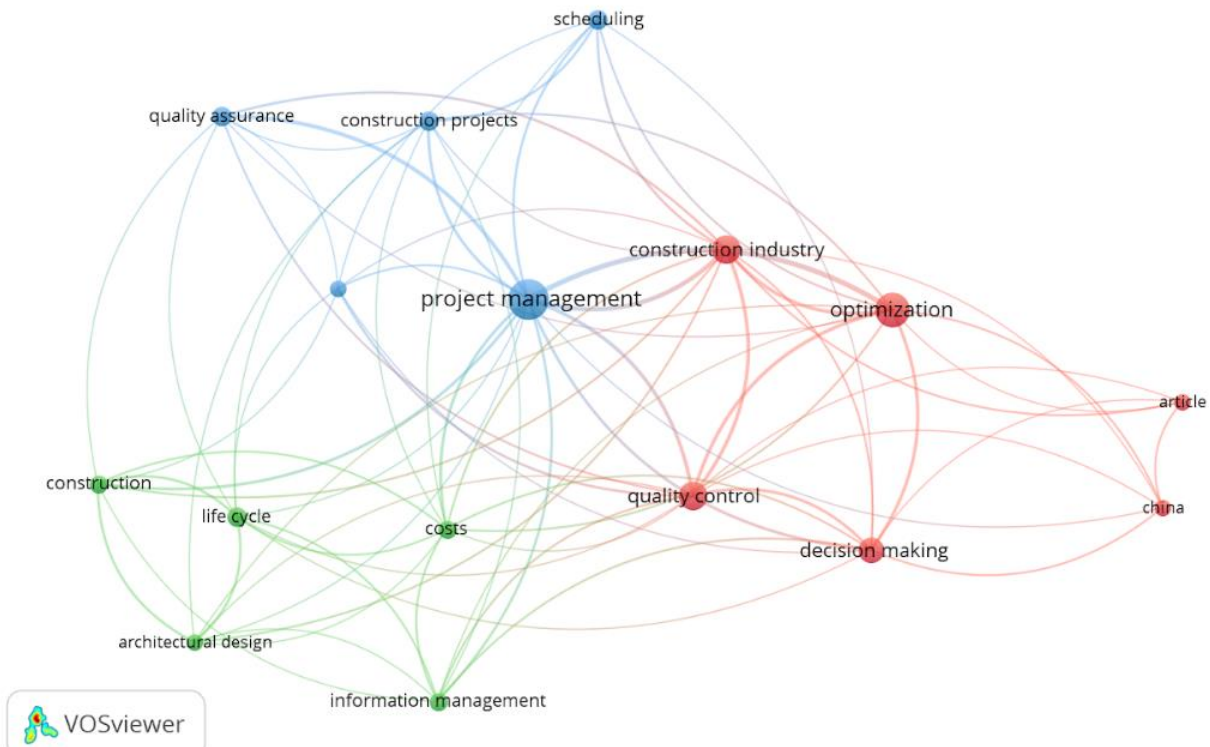 scheduling
quality assurance
construction projects
construction industry
project management
optimization
article
construction
quality control
china
life cycle
costs
decision making
architectural design
information management
VOSviewer